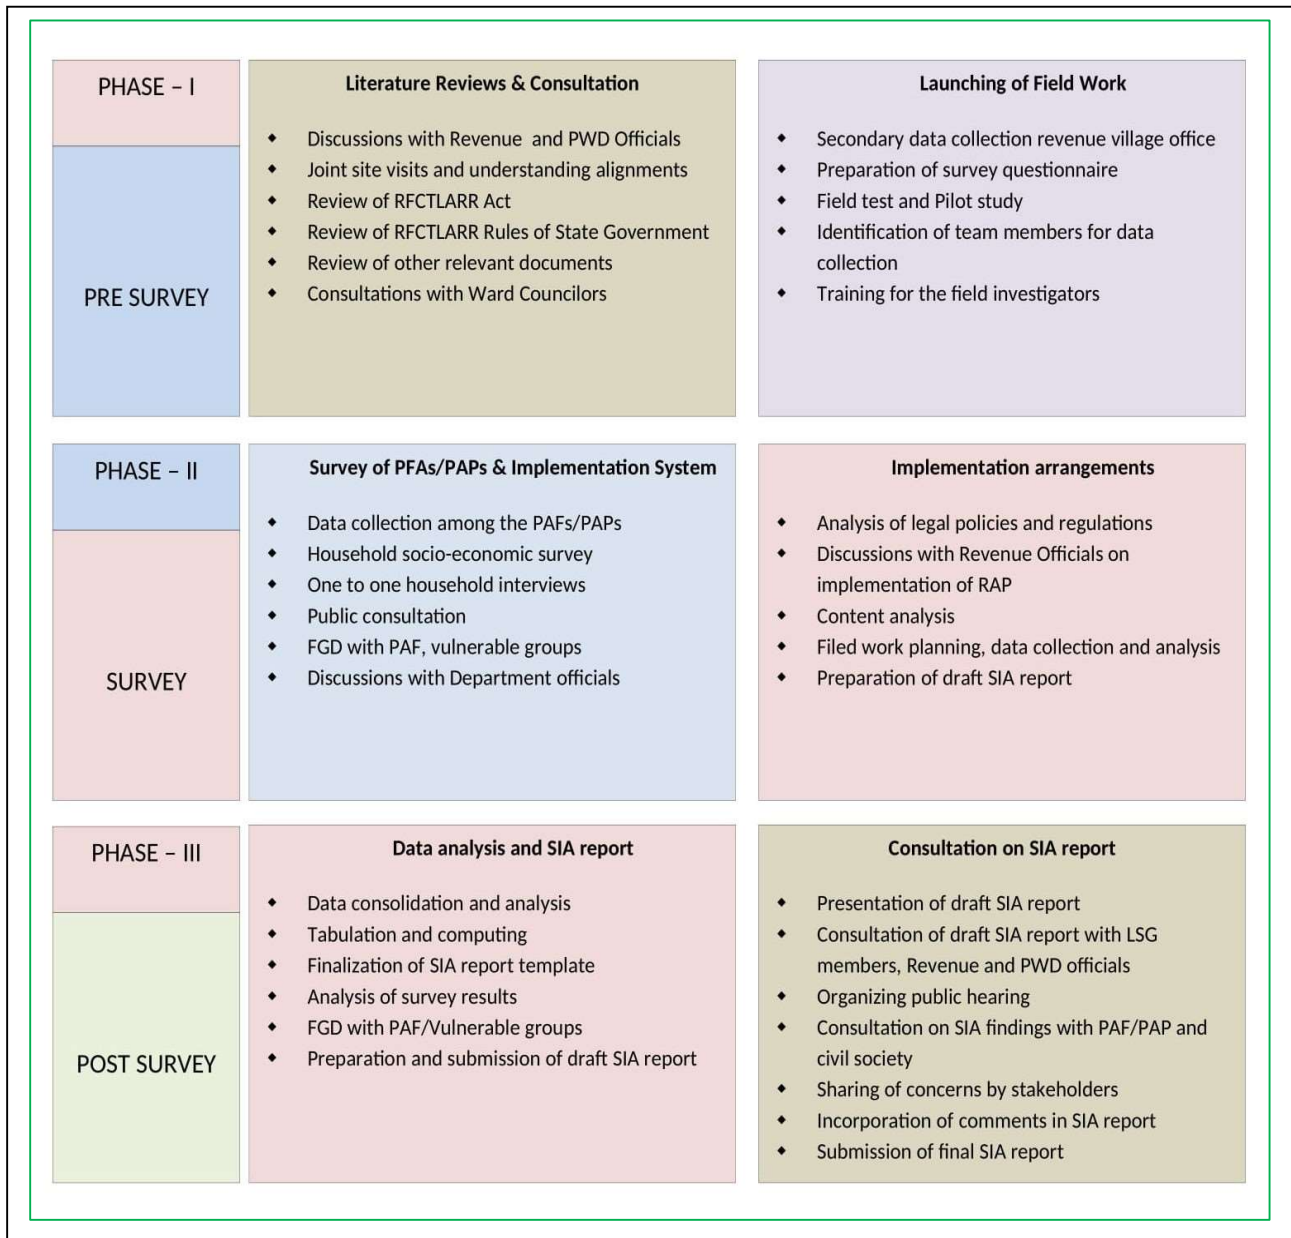 PHASE – I
PRE SURVEY
Literature Reviews & Consultation
◆ Discussions with Revenue and PWD Officials
◆ Joint site visits and understanding alignments
◆ Review of RFCTLARR Act
◆ Review of RFCTLARR Rules of State Government
◆ Review of other relevant documents
◆ Consultations with Ward Councilors
Launching of Field Work
◆ Secondary data collection revenue village office
◆ Preparation of survey questionnaire
◆ Field test and Pilot study
◆ Identification of team members for data
collection
◆ Training for the field investigators
PHASE – II
SURVEY
Survey of PFAs/PAPs & Implementation System
◆ Data collection among the PAFs/PAPs
◆ Household socio-economic survey
◆ One to one household interviews
◆ Public consultation
◆ FGD with PAF, vulnerable groups
◆ Discussions with Department officials
Implementation arrangements
◆ Analysis of legal policies and regulations
◆ Discussions with Revenue Officials on
implementation of RAP
◆ Content analysis
◆ Filed work planning, data collection and analysis
◆ Preparation of draft SIA report
PHASE – III
POST SURVEY
Data analysis and SIA report
◆ Data consolidation and analysis
◆ Tabulation and computing
◆ Finalization of SIA report template
◆ Analysis of survey results
◆ FGD with PAF/Vulnerable groups
◆ Preparation and submission of draft SIA report
Consultation on SIA report
◆ Presentation of draft SIA report
◆ Consultation of draft SIA report with LSG
members, Revenue and PWD officials
◆ Organizing public hearing
◆ Consultation on SIA findings with PAF/PAP and
civil society
◆ Sharing of concerns by stakeholders
◆ Incorporation of comments in SIA report
◆ Submission of final SIA report